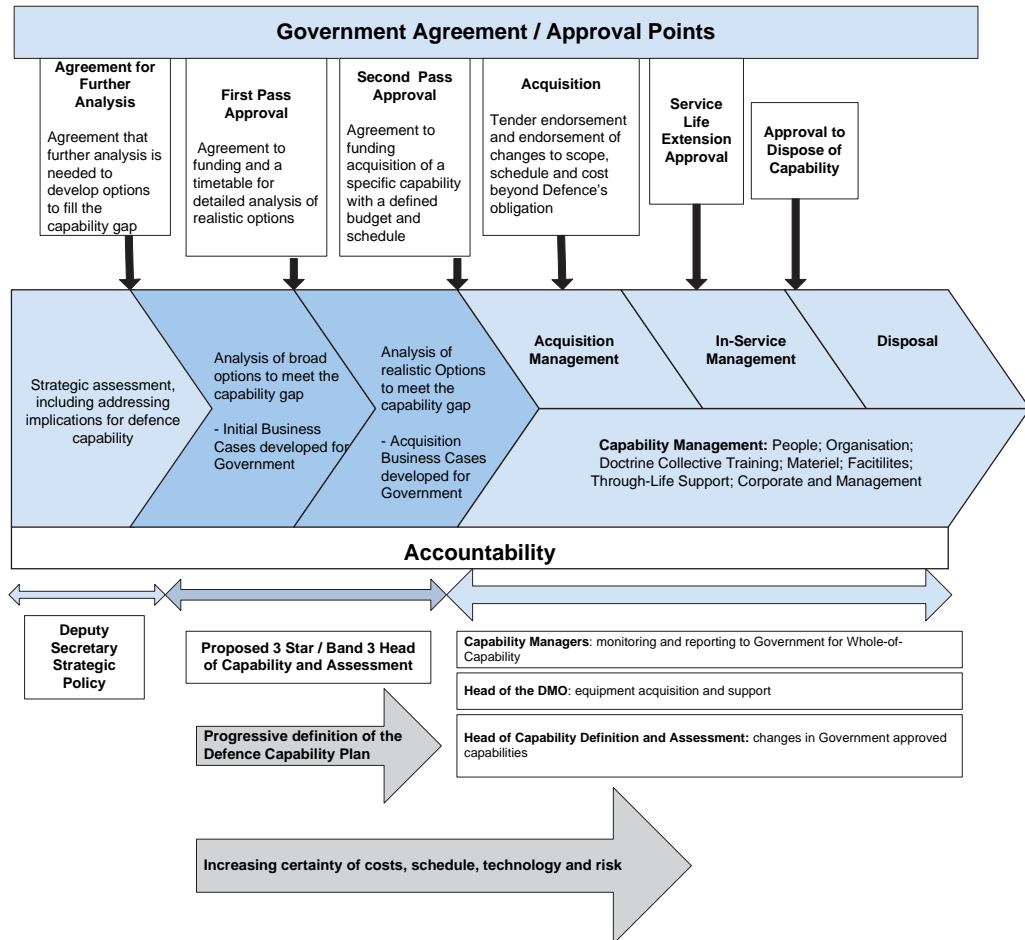 Government Agreement / Approval Points
Agreement for
Further
Analysis
Agreement that
further analysis is
needed to
develop options
to fill the
capability gap
First Pass
Approval
Agreement to
funding and a
timetable for
detailed analysis of
realistic options
Second Pass
Approval
Agreement to
funding
acquisition of a
specific capability
with a defined
budget and
schedule
Acquisition
Tender endorsement
and endorsement of
changes to scope,
schedule and cost
beyond Defence's
obligation
Service
Life
Extension
Approval
Approval to
Dispose of
Capability
Strategic assessment,
including addressing
implications for defence
capability
Analysis of broad
options to meet the
capability gap
- Initial Business
Cases developed for
Government
Analysis of
realistic Options
to meet the
capability gap
- Acquisition
Business Cases
developed for
Government
Acquisition
Management
In-Service
Management
Disposal
Capability Management: People; Organisation;
Doctrine Collective Training; Materiel; Facitilites;
Through-Life Support; Corporate and Management
Accountability
Deputy
Secretary
Strategic
Policy
Proposed 3 Star / Band 3 Head
of Capability and Assessment
Capability Managers: monitoring and reporting to Government for Whole-of-
Capability
Head of the DMO: equipment acquisition and support
Head of Capability Definition and Assessment: changes in Government approved
capabilities
Progressive definition of the
Defence Capability Plan
Increasing certainty of costs, schedule, technology and risk